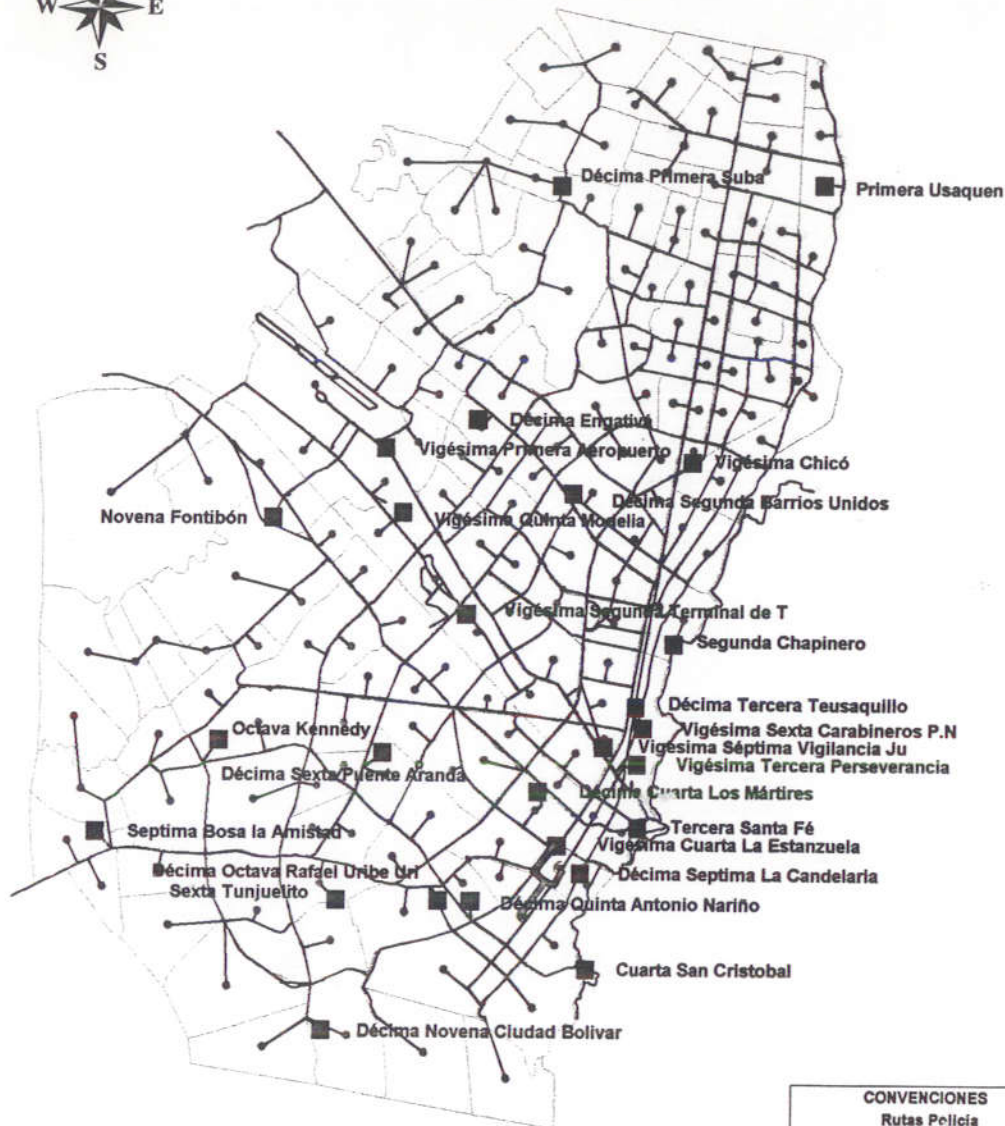 W E
S
Décima Primera Suba
Primera Usaquen
Décima Engativá
Vigésima Primera Aeropuerto
Vigésima Chicó
Décima Segunda Barrios Unidos
Novena Fontibón
Vigésima Quinta Modelia
Vigésima Segunda Terminal de T
Segunda Chapinero
Décima Tercera Teusaquillo
Octava Kennedy
Vigésima Sexta Carabineros P.N
Vigésima Séptima Vigilancia Ju
Décima Sexta Puente Aranda
Vigésima Tercera Perseverancia
Décima Cuarta Los Mártires
Septima Bosa la Amistad
Tercera Santa Fé
Vigésima Cuarta La Estanzuela
Décima Octava Rafael Uribe Uri
Décima Septima La Candelaria
Sexta Tunjuelito
Décima Quinta Antonio Nariño
Cuarta San Cristobal
Décima Novena Ciudad Bolivar
CONVENCIONES
Rutas Policía